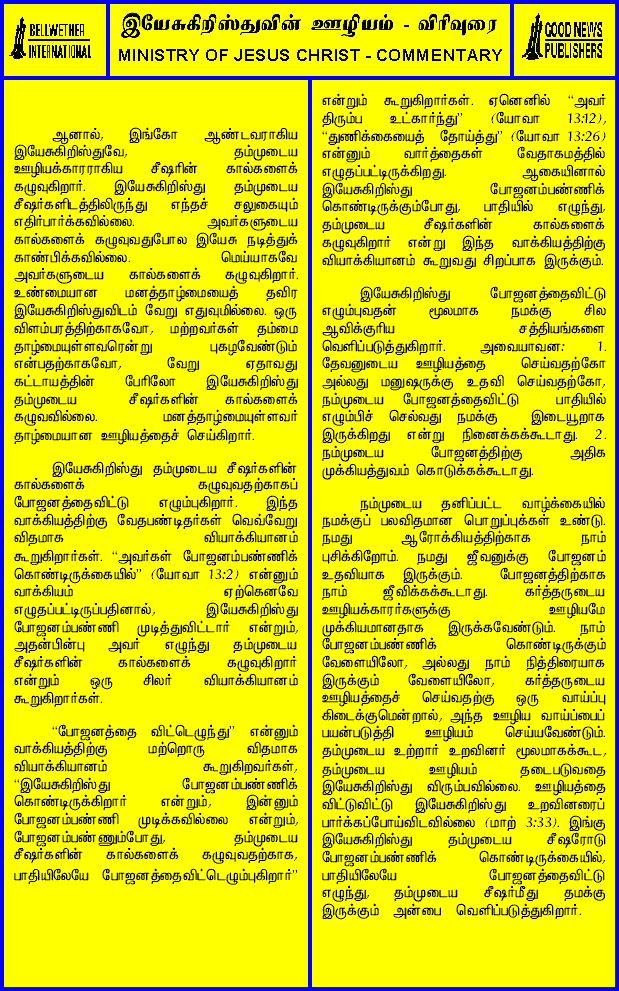 BELLWETHER
INTERNATIONAL
இயேசுகிறிஸ்துவின் ஊழியம் - விரிவுரை
MINISTRY OF JESUS CHRIST - COMMENTARY
GOOD NEWS
PUBLISHERS
ஆனால், இங்கோ ஆண்டவராகிய
இயேசுகிறிஸ்துவே, தம்முடைய
ஊழியக்காரராகிய சீஷரின் கால்களைக்
கழுவுகிறார். இயேசுகிறிஸ்து தம்முடைய
சீஷர்களிடத்திலிருந்து எந்தச் சலுகையும்
எதிர்பார்க்கவில்லை. அவர்களுடைய
கால்களைக் கழுவுவதுபோல இயேசு நடித்துக்
காண்பிக்கவில்லை. மெய்யாகவே
அவர்களுடைய கால்களைக் கழுவுகிறார்.
உண்மையான மனத்தாழ்மையைத் தவிர
இயேசுகிறிஸ்துவிடம் வேறு எதுவுமில்லை. ஒரு
விளம்பரத்திற்காகவோ, மற்றவர்கள் தம்மை
தாழ்மையுள்ளவரென்று புகழவேண்டும்
என்பதற்காகவோ, வேறு ஏதாவது
கட்டாயத்தின் பேரிலோ இயேசுகிறிஸ்து
தம்முடைய சீஷர்களின் கால்களைக்
கழுவவில்லை. மனத்தாழ்மையுள்ளவர்
தாழ்மையான ஊழியத்தைச் செய்கிறார்.
இயேசுகிறிஸ்து தம்முடைய சீஷர்களின்
கால்களைக் கழுவுவதற்காகப்
போஜனத்தைவிட்டு எழும்புகிறார். இந்த
வாக்கியத்திற்கு வேதபண்டிதர்கள் வெவ்வேறு
விதமாக வியாக்கியானம்
கூறுகிறார்கள். “அவர்கள் போஜனம்பண்ணிக்
கொண்டிருக்கையில்” (யோவா 13:2) என்னும்
வாக்கியம் ஏற்கெனவே
எழுதப்பட்டிருப்பதினால், இயேசுகிறிஸ்து
போஜனம்பண்ணி முடித்துவிட்டார் என்றும்,
அதன்பின்பு அவர் எழுந்து தம்முடைய
சீஷர்களின் கால்களைக் கழுவுகிறார்
என்றும் ஒரு சிலர் வியாக்கியானம்
கூறுகிறார்கள்.
“போஜனத்தை விட்டெழுந்து” என்னும்
வாக்கியத்திற்கு மற்றொரு விதமாக
வியாக்கியானம் கூறுகிறவர்கள்,
“இயேசுகிறிஸ்து போஜனம்பண்ணிக்
கொண்டிருக்கிறார் என்றும், இன்னும்
போஜனம்பண்ணி முடிக்கவில்லை என்றும்,
போஜனம்பண்ணும்போது, தம்முடைய
சீஷர்களின் கால்களைக் கழுவுவதற்காக,
பாதியிலேயே போஜனத்தைவிட்டெழும்புகிறார்”
என்றும் கூறுகிறார்கள். ஏனெனில் “அவர்
திரும்ப உட்கார்ந்து” (யோவா 13:12),
“துணிக்கையைத் தோய்த்து” (யோவா 13:26)
என்னும் வார்த்தைகள் வேதாகமத்தில்
எழுதப்பட்டிருக்கிறது. ஆகையினால்
இயேசுகிறிஸ்து போஜனம்பண்ணிக்
கொண்டிருக்கும்போது, பாதியில் எழுந்து,
தம்முடைய சீஷர்களின் கால்களைக்
கழுவுகிறார் என்று இந்த வாக்கியத்திற்கு
வியாக்கியானம் கூறுவது சிறப்பாக இருக்கும்.
இயேசுகிறிஸ்து போஜனத்தைவிட்டு
எழும்புவதன் மூலமாக நமக்கு சில
ஆவிக்குரிய சத்தியங்களை
வெளிப்படுத்துகிறார். அவையாவன: 1.
தேவனுடைய ஊழியத்தை செய்வதற்கோ
அல்லது மனுஷருக்கு உதவி செய்வதற்கோ,
நம்முடைய போஜனத்தைவிட்டு பாதியில்
எழும்பிச் செல்வது நமக்கு இடையூறாக
இருக்கிறது என்று நினைக்கக்கூடாது. 2.
நம்முடைய போஜனத்திற்கு அதிக
முக்கியத்துவம் கொடுக்கக்கூடாது.
நம்முடைய தனிப்பட்ட வாழ்க்கையில்
நமக்குப் பலவிதமான பொறுப்புக்கள் உண்டு.
நமது ஆரோக்கியத்திற்காக நாம்
புசிக்கிறோம். நமது ஜீவனுக்கு போஜனம்
உதவியாக இருக்கும். போஜனத்திற்காக
நாம் ஜீவிக்கக்கூடாது. கர்த்தருடைய
ஊழியக்காரர்களுக்கு ஊழியமே
முக்கியமானதாக இருக்கவேண்டும். நாம்
போஜனம்பண்ணிக் கொண்டிருக்கும்
வேளையிலோ, அல்லது நாம் நித்திரையாக
இருக்கும் வேளையிலோ, கர்த்தருடைய
ஊழியத்தைச் செய்வதற்கு ஒரு வாய்ப்பு
கிடைக்குமென்றால், அந்த ஊழிய வாய்ப்பைப்
பயன்படுத்தி ஊழியம் செய்யவேண்டும்.
தம்முடைய உற்றார் உறவினர் மூலமாகக்கூட,
தம்முடைய ஊழியம் தடைபடுவதை
இயேசுகிறிஸ்து விரும்பவில்லை. ஊழியத்தை
விட்டுவிட்டு இயேசுகிறிஸ்து உறவினரைப்
பார்க்கப்போய்விடவில்லை (மாற் 3:33). இங்கு
இயேசுகிறிஸ்து தம்முடைய சீஷரோடு
போஜனம்பண்ணிக் கொண்டிருக்கையில்,
பாதியிலேயே போஜனத்தைவிட்டு
எழுந்து, தம்முடைய சீஷர்மீது தமக்கு
இருக்கும் அன்பை வெளிப்படுத்துகிறார்.